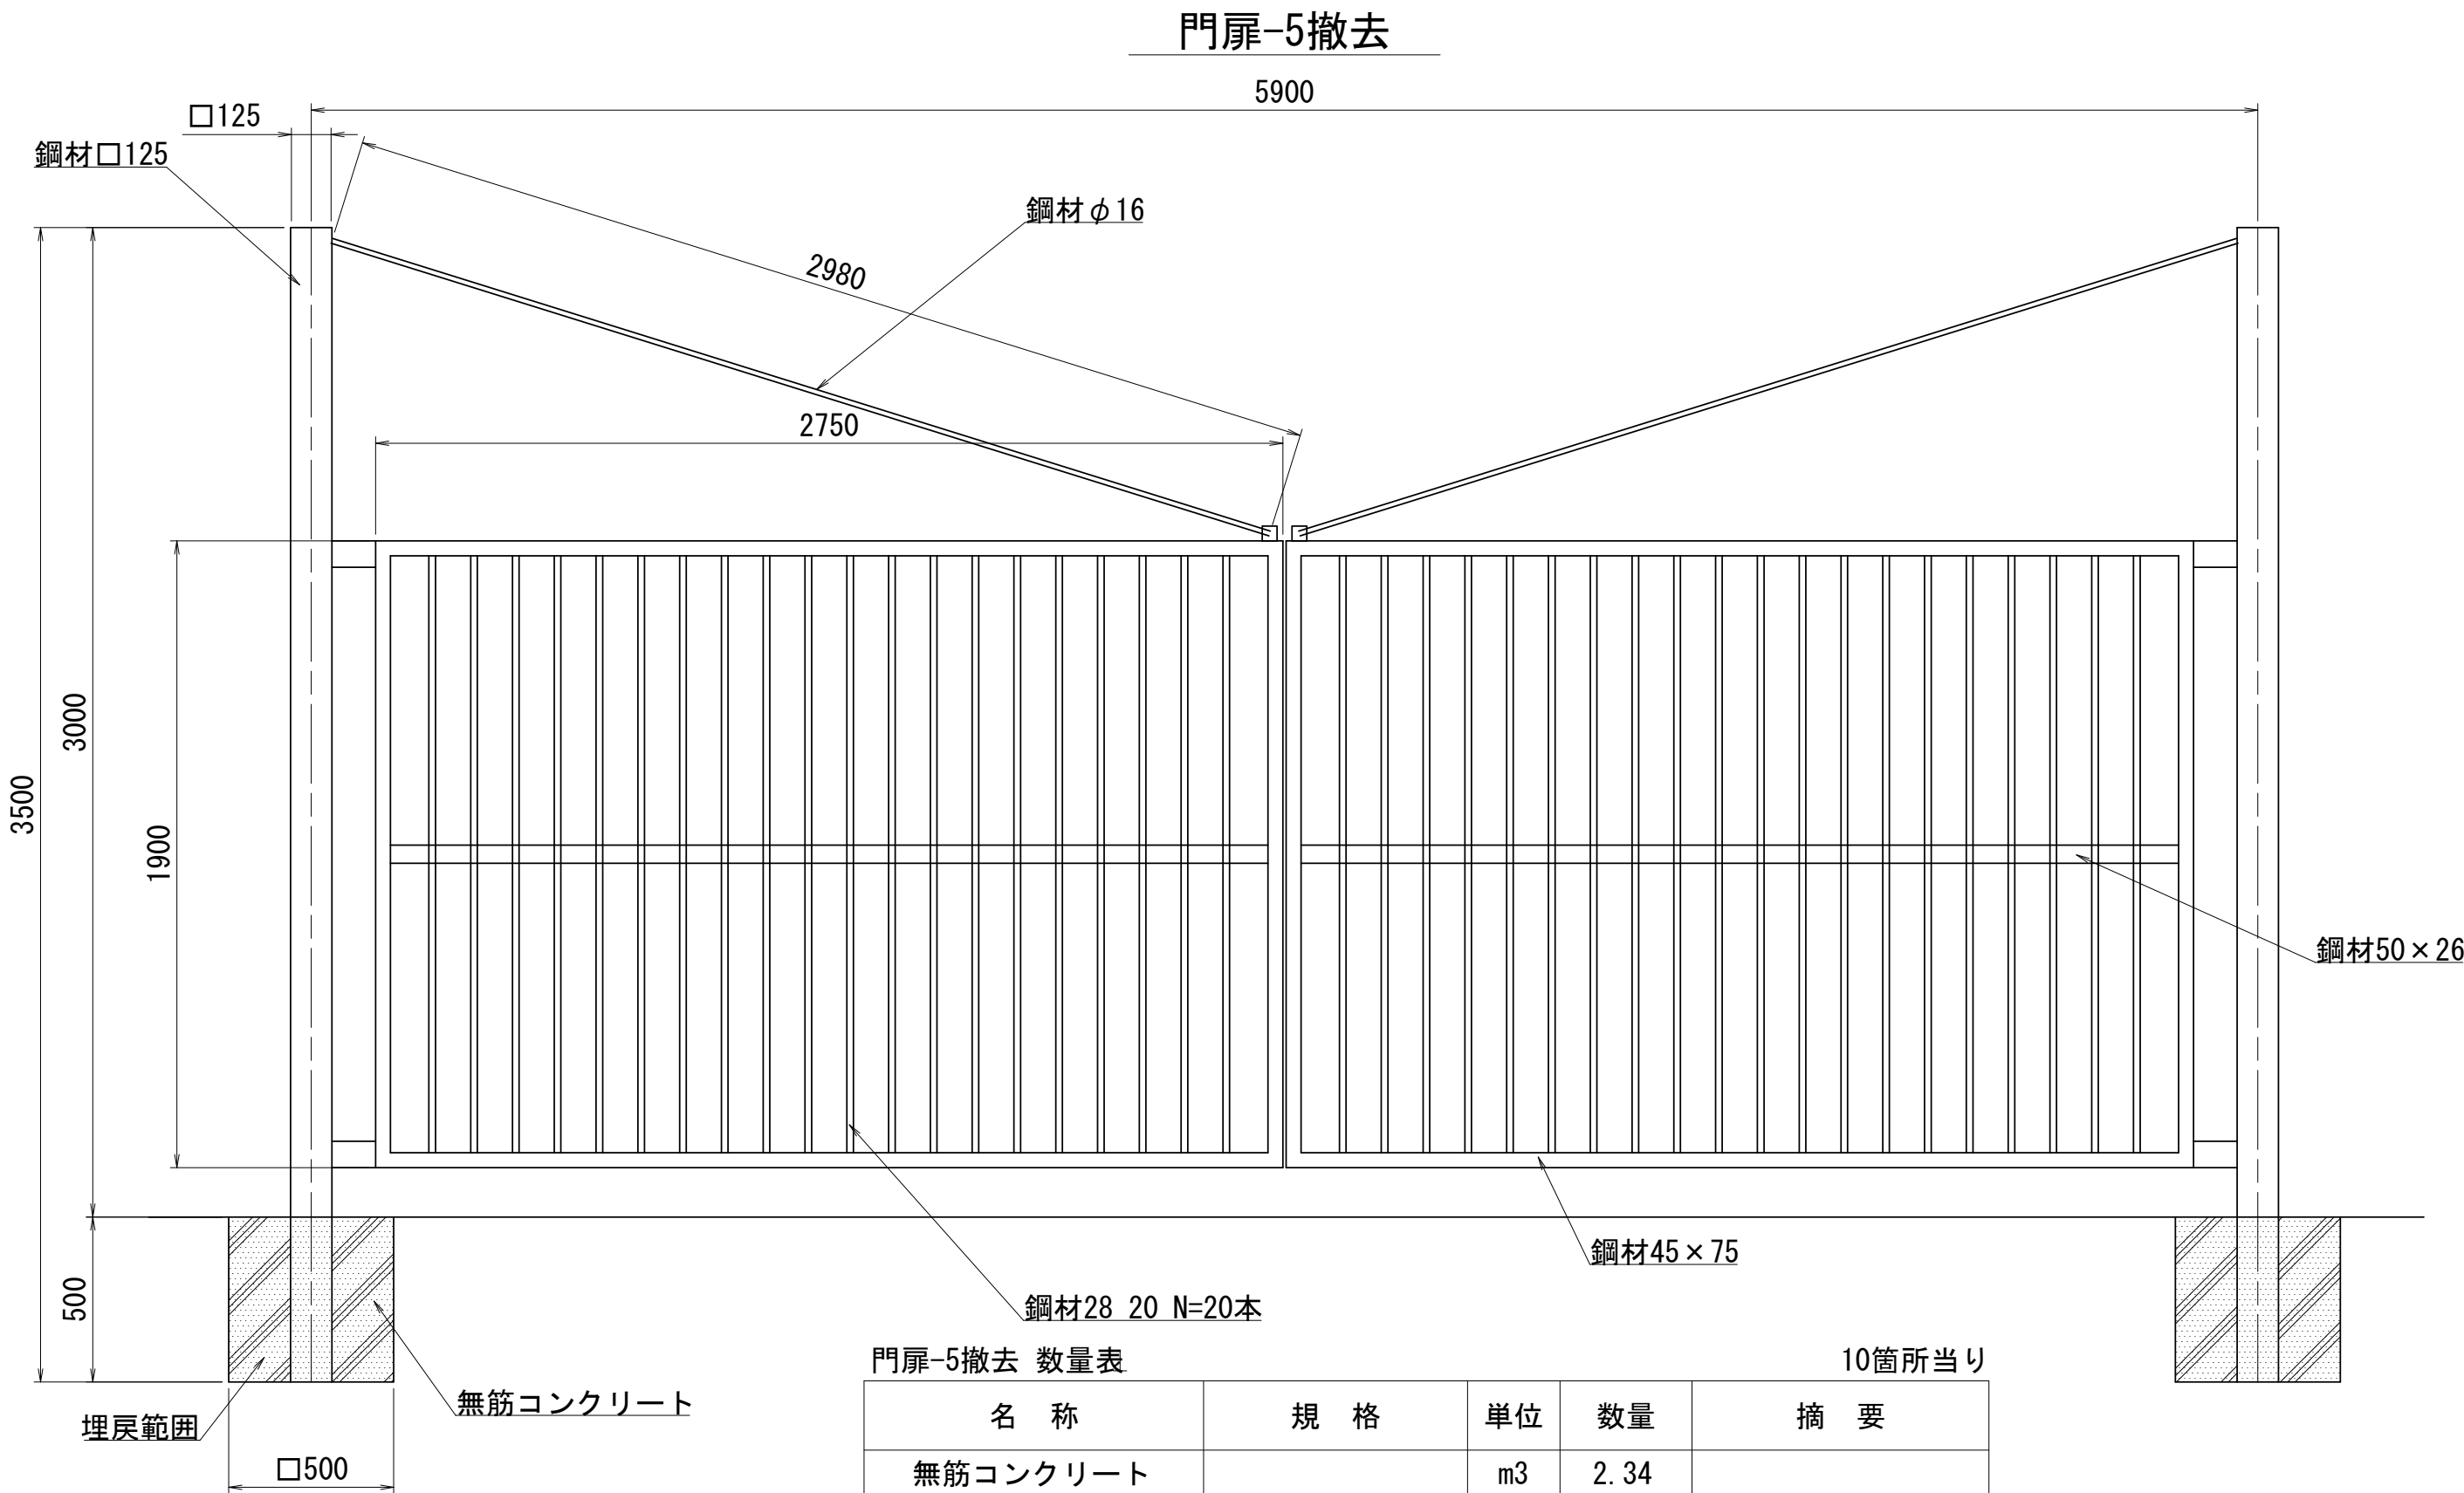 門扉-5撤去
5900
□125
鋼材□125
鋼材φ16
2980
2750
3000
3500
1900
鋼材50×26
鋼材45×75
500
鋼材28 20 N=20本
門扉-5撤去 数量表
10箇所当り
無筋コンクリート
埋戻範囲
□500
名 称 規 格 単位 数量 摘 要
無筋コンクリート m3 2.34